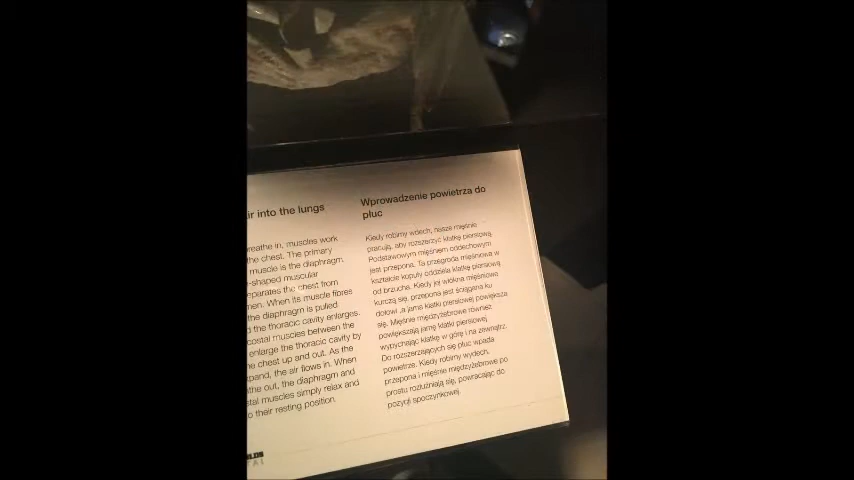 ir into the lungs
reathe in, muscles work
the chest. The primary
muscle is the diaphragm.
-shaped muscular
eparates the chest from
men. When its muscle fibres
the diaphragm is pulled
d the thoracic cavity enlarges.
costal muscles between the
enlarge the thoracic cavity by
e chest up and out. As the
pand, the air flows in. When
the out, the diaphragm and
stal muscles simply relax and
o their resting position.
Wprowadzenie powietrza do
płuc
Kiedy robimy wdech, nasze mięśnie
pracują, aby rozszerzyć klatkę piersiową.
Podstawowym mięśniem oddechowym
jest przepona. Ta przegroda mięśniowa w
kształcie kopuły oddziela klatkę piersiową
od brzucha. Kiedy jej włókna mięśniowe
kurczą się, przepona jest ściągana ku
dołowi ,a jama klatki piersiowej powiększa
się. Mięśnie międzyżebrowe również
powiększają jamę klatki piersiowej,
wypychając klatkę w górę i na zewnątrz.
Do rozszerzających się płuc wpada
powietrze. Kiedy robimy wydech,
przepona i mięśnie międzyżebrowe po
prostu rozluźniają się, powracając do
pozycji spoczynkowej.